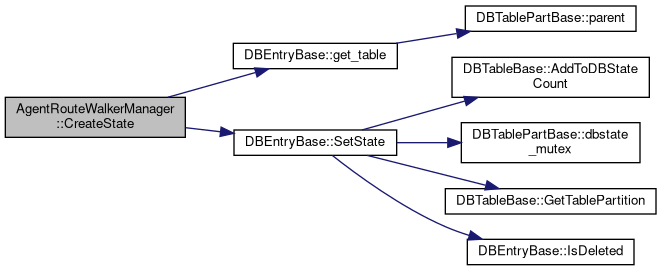 AgentRouteWalkerManager
::CreateState
DBEntryBase::get_table
DBEntryBase::SetState
DBTablePartBase::parent
DBTableBase::AddToDBState
Count
DBTablePartBase::dbstate
_mutex
DBTableBase::GetTablePartition
DBEntryBase::IsDeleted